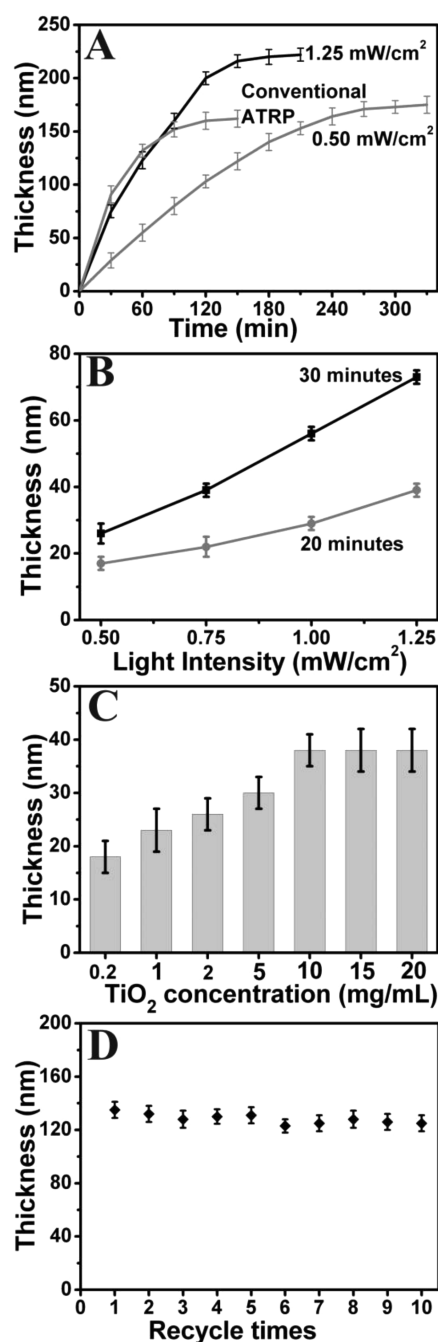 A
250
200
150
100
50
0
Thickness (nm)
1.25 mW/cm²
Conventional
ATRP
0.50 mW/cm²
0 60 120 180 240 300
Time (min)
B
80
60
40
20
0
Thickness (nm)
30 minutes
20 minutes
0.50 0.75 1.00 1.25
Light Intensity (mW/cm²)
C
50
40
30
20
10
0
Thickness (nm)
0.2 1 2 5 10 15 20
TiO₂ concentration (mg/mL)
D
200
160
120
80
40
0
Thickness (nm)
0 1 2 3 4 5 6 7 8 9 10
Recycle times